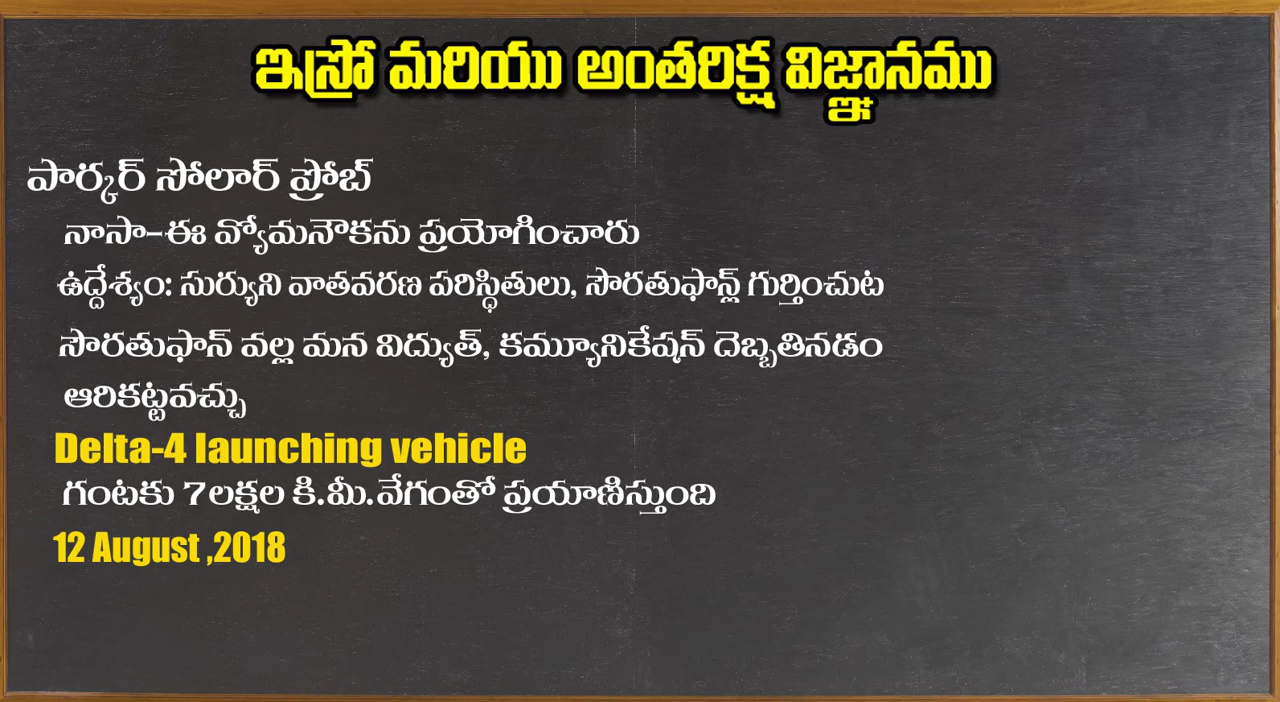 ఇస్రో మరియు అంతరిక్ష విజ్ఞానము
పార్కర్ సోలార్ ప్రోబ్
నాసా-ఈ వ్యోమనౌకను ప్రయోగించారు
ఉద్దేశ్యం: సుర్యుని వాతవరణ పరిస్థితులు, సౌరతుఫాన్ల్ గుర్తించుట
సౌరతుఫాన్ వల్ల మన విద్యుత్, కమ్యూనికేషన్ దెబ్బతినడం
ఆరికట్టవచ్చు
Delta-4 launching vehicle
గంటకు 7లక్షల కి.మీ.వేగంతో ప్రయాణిస్తుంది
12 August ,2018